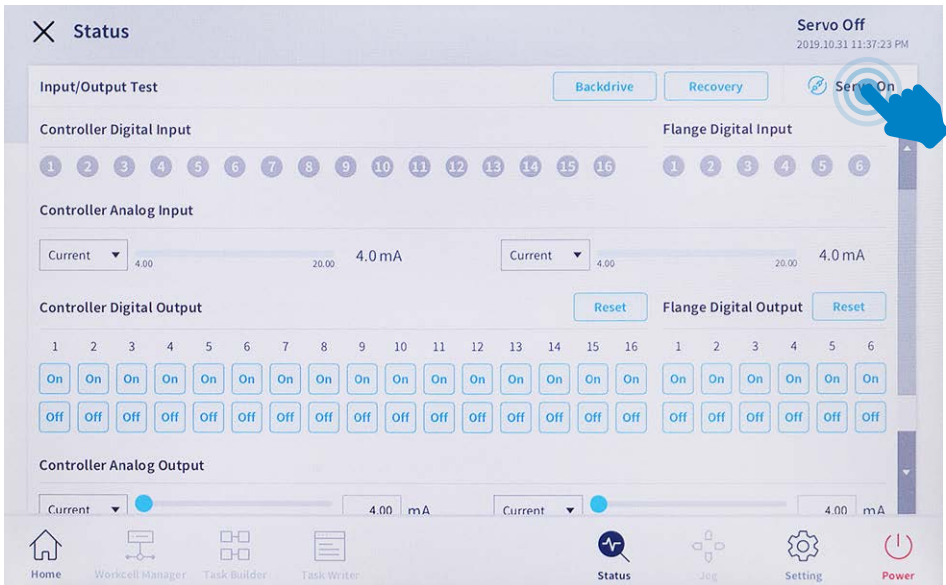 Status
Servo Off
2019.10.31 11:37:23 PM
Input/Output Test
Backdrive
Recovery
Servo On
Controller Digital Input
Flange Digital Input
1 2 3 4 5 6 7 8 9 10 11 12 13 14 15 16
1 2 3 4 5 6
Controller Analog Input
Current 4.00 20.00 4.0 mA
Current 4.00 20.00 4.0 mA
Controller Digital Output
Reset
Flange Digital Output
Reset
1 2 3 4 5 6 7 8 9 10 11 12 13 14 15 16
1 2 3 4 5 6
On On On On On On On On On On On On On On On On
On On On On On On
Off Off Off Off Off Off Off Off Off Off Off Off Off Off Off Off
Off Off Off Off Off Off
Controller Analog Output
Current 4.00 mA
Current 4.00 mA
Home
Workcell Manager
Task Builder
Task Writer
Status
Jog
Setting
Power